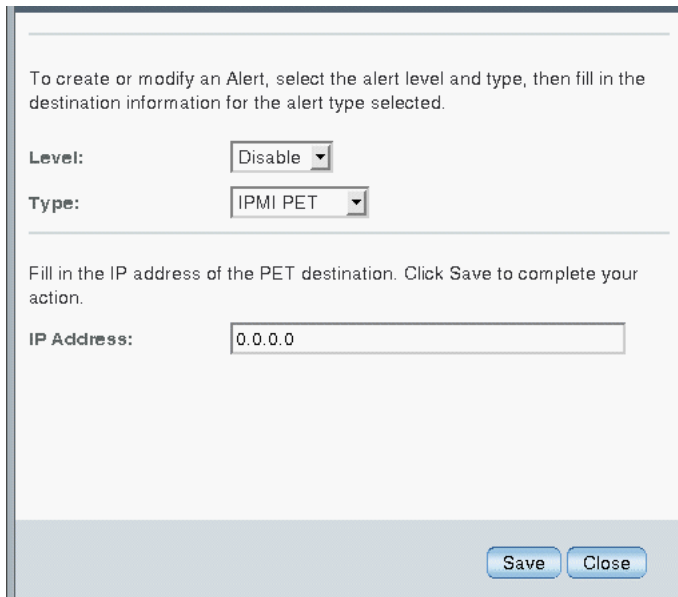 To create or modify an Alert, select the alert level and type, then fill in the
destination information for the alert type selected.
Level: Disable
Type: IPMI PET
Fill in the IP address of the PET destination. Click Save to complete your
action.
IP Address: 0.0.0.0
Save Close